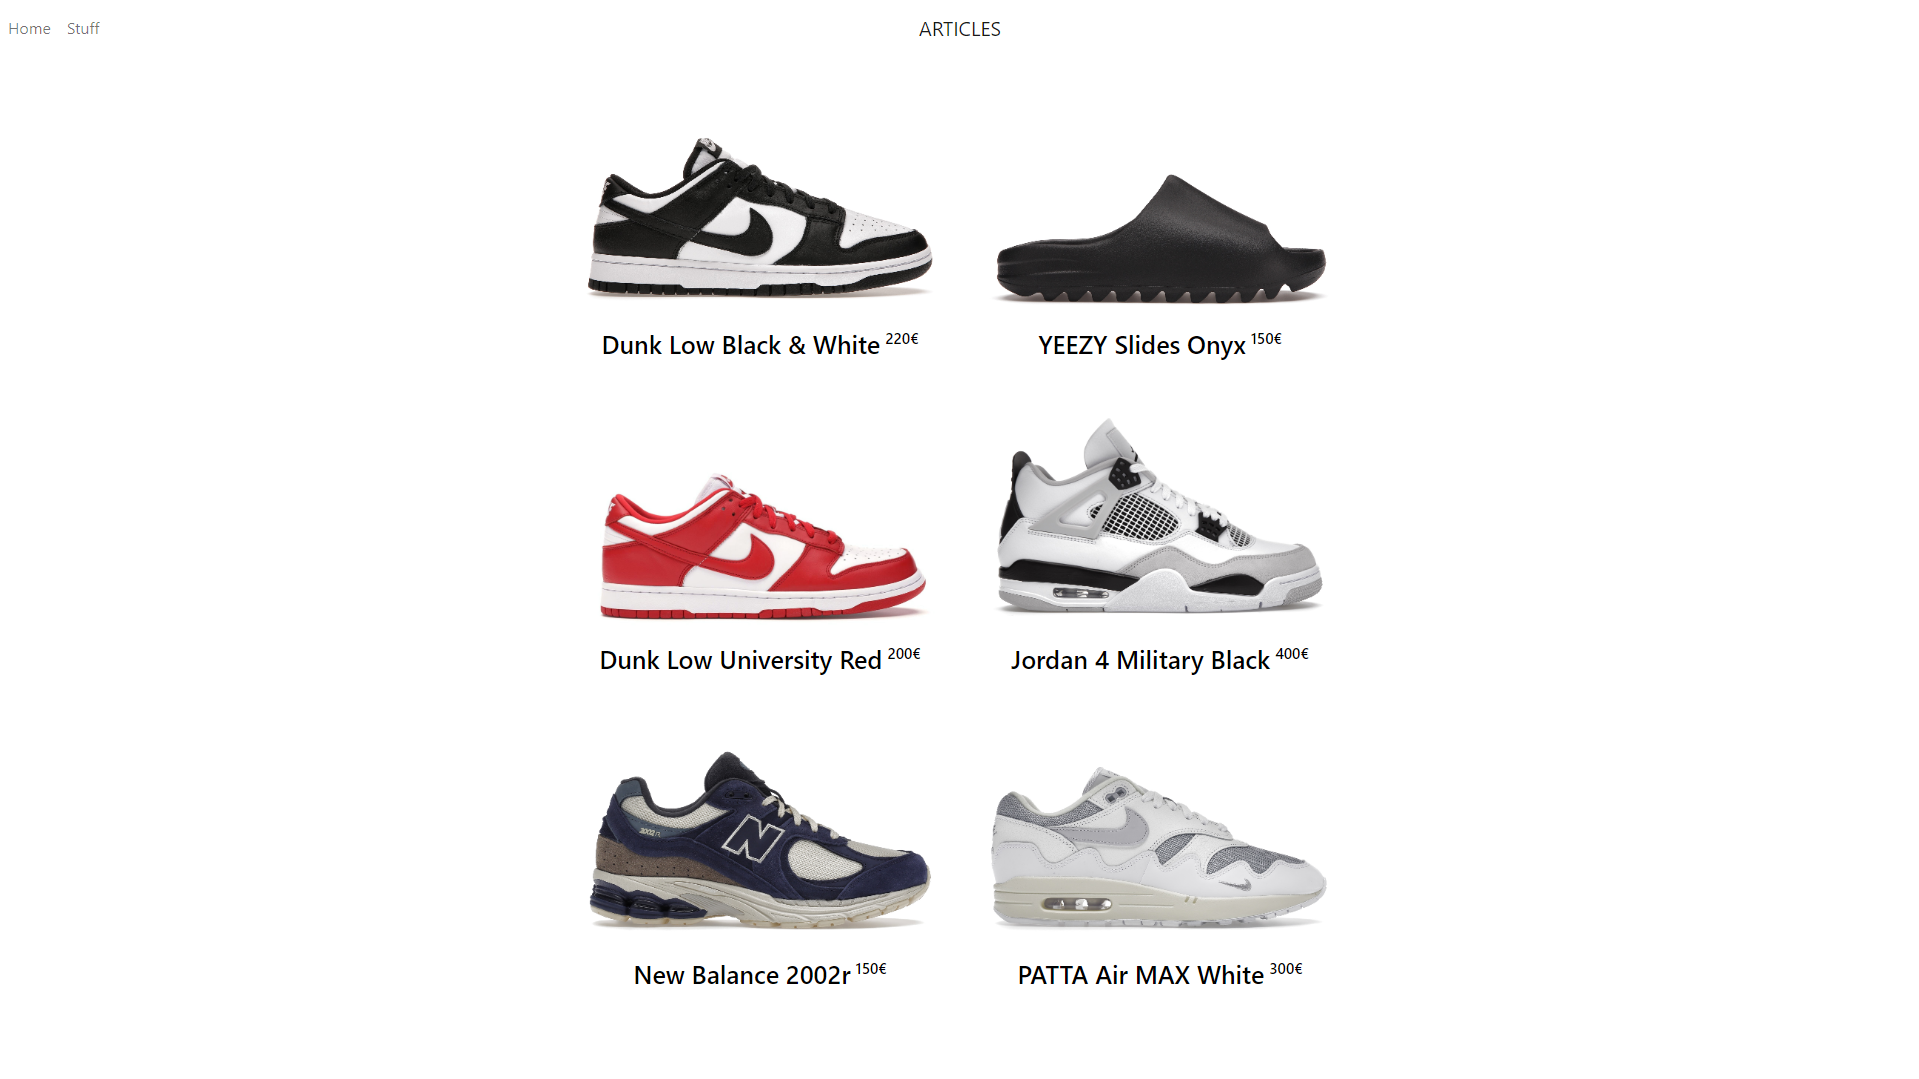 Home Stuff ARTICLES
Dunk Low Black & White 220€
YEEZY Slides Onyx 150€
Dunk Low University Red 200€
Jordan 4 Military Black 400€
New Balance 2002r 150€
PATTA Air MAX White 300€